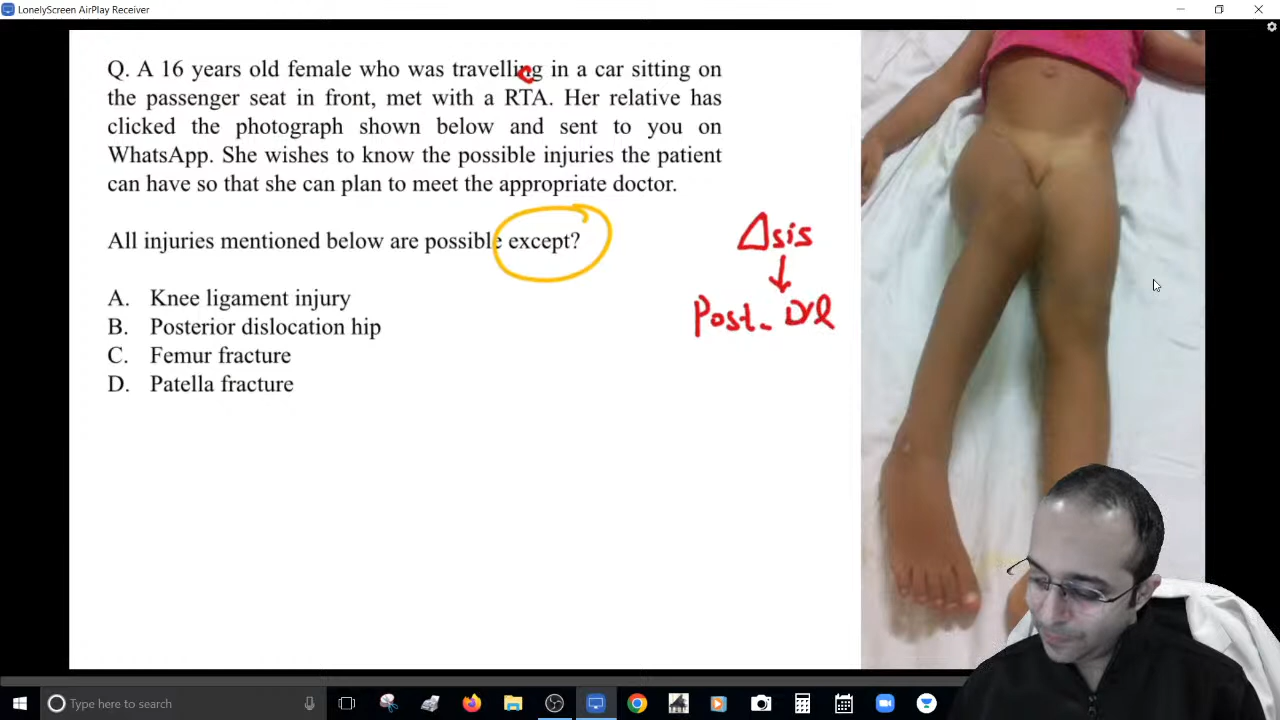 LonelyScreen AirPlay Receiver
Q. A 16 years old female who was travelling in a car sitting on
the passenger seat in front, met with a RTA. Her relative has
clicked the photograph shown below and sent to you on
WhatsApp. She wishes to know the possible injuries the patient
can have so that she can plan to meet the appropriate doctor.
All injuries mentioned below are possible except?
A. Knee ligament injury
B. Posterior dislocation hip
C. Femur fracture
D. Patella fracture
Δsis
↓
Post. D/l
Type here to search